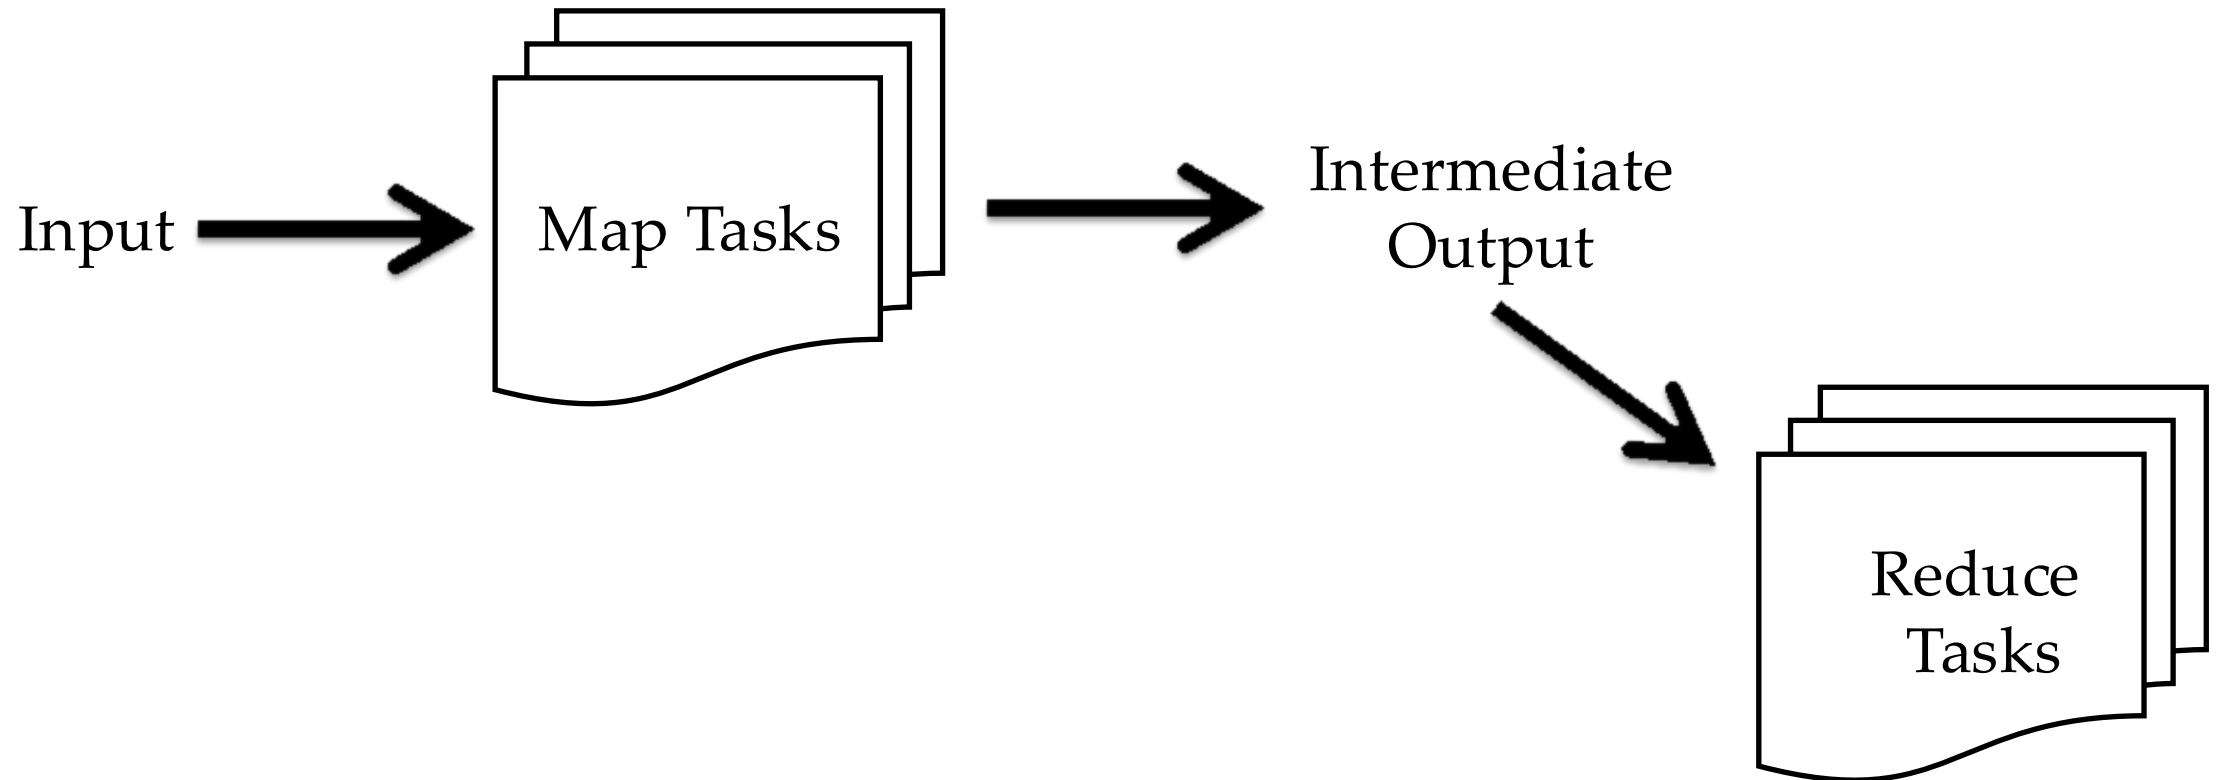 Input
Map Tasks
Intermediate
Output
Reduce
Tasks